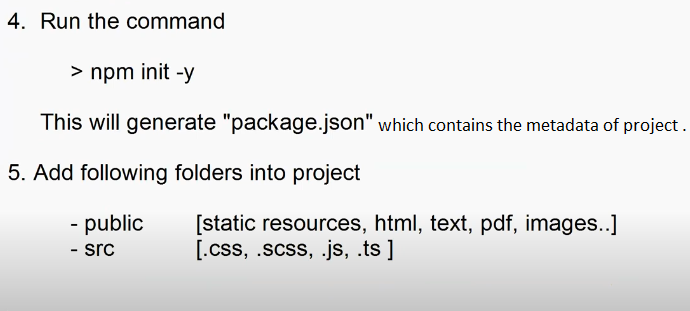 4. Run the command
> npm init -y
This will generate "package.json" which contains the metadata of project .
5. Add following folders into project
- public [static resources, html, text, pdf, images..]
- src [.css, .scss, .js, .ts ]